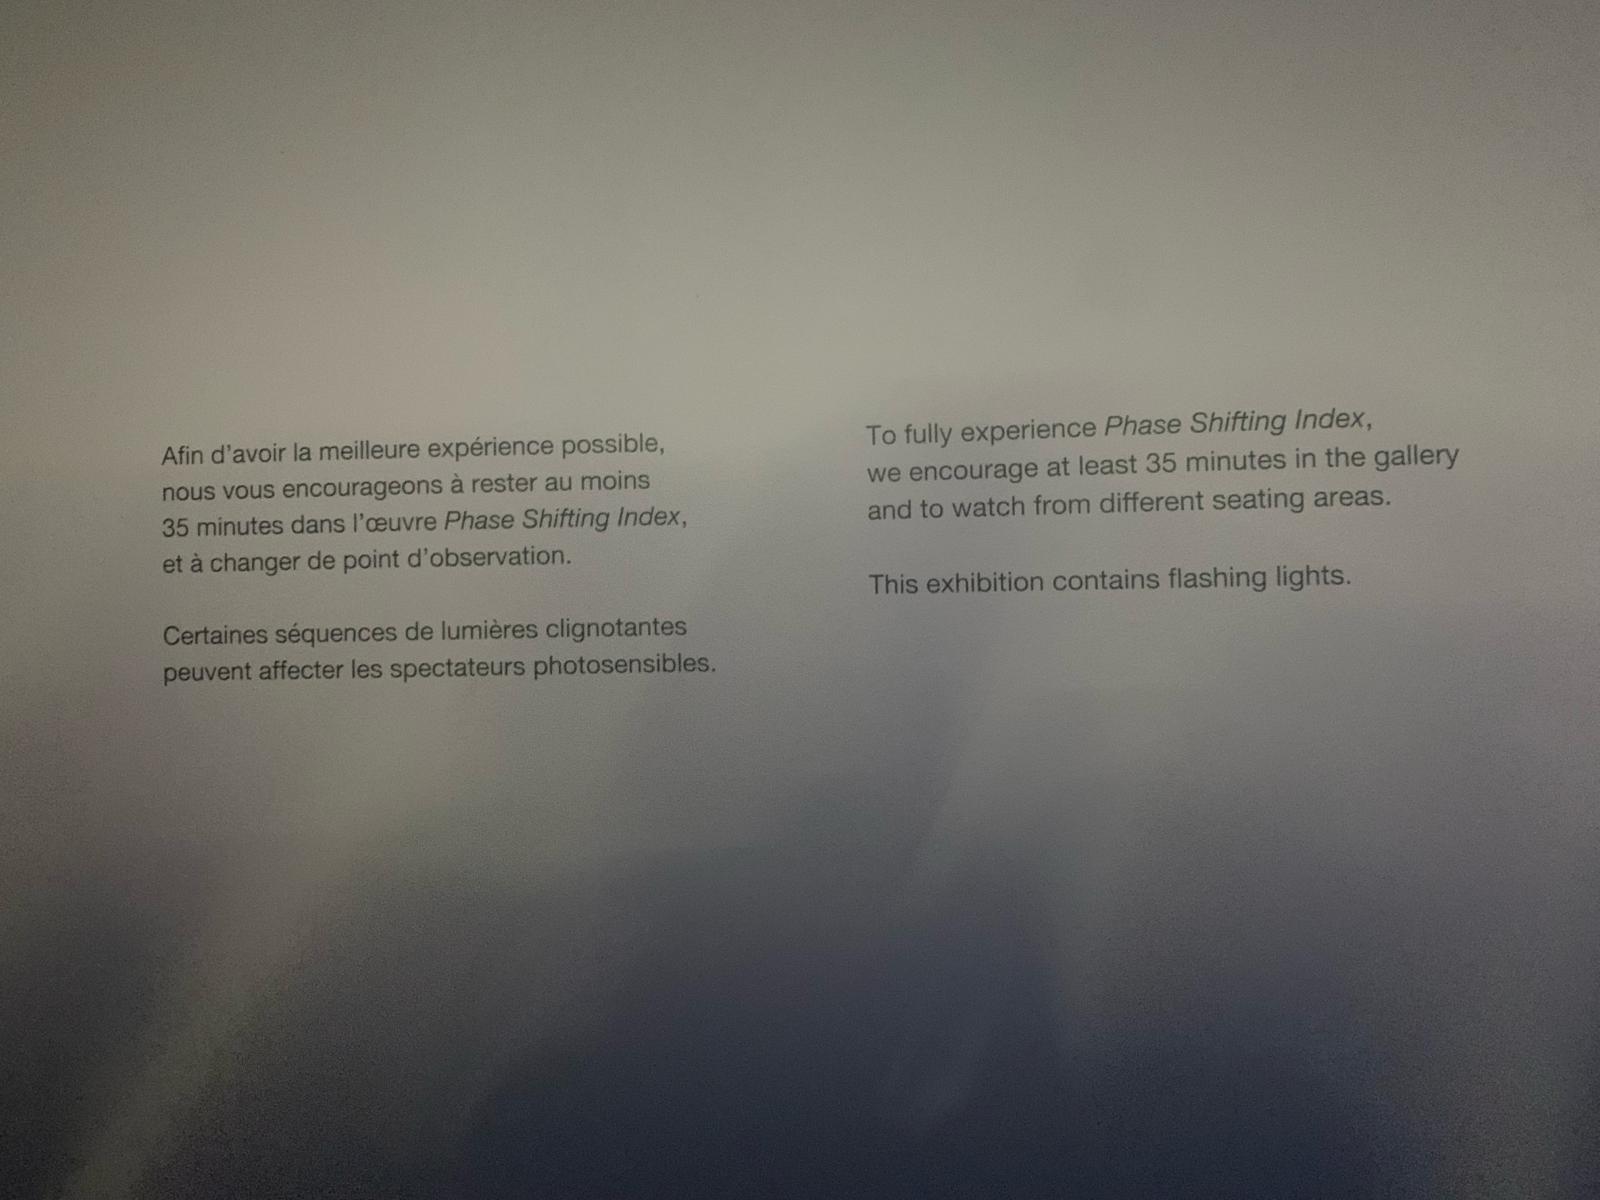 Afin d’avoir la meilleure expérience possible,
nous vous encourageons à rester au moins
35 minutes dans l’œuvre Phase Shifting Index,
et à changer de point d’observation.
Certaines séquences de lumières clignotantes
peuvent affecter les spectateurs photosensibles.
To fully experience Phase Shifting Index,
we encourage at least 35 minutes in the gallery
and to watch from different seating areas.
This exhibition contains flashing lights.